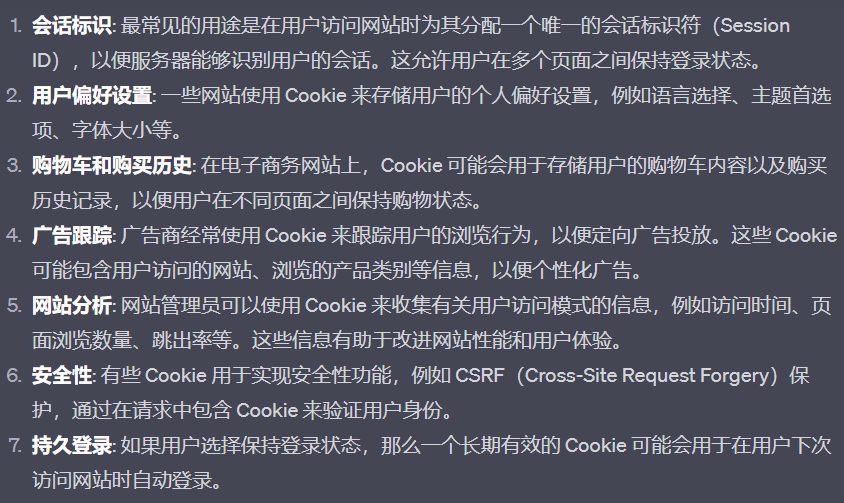 1. 会话标识: 最常见的用途是在用户访问网站时为其分配一个唯一的会话标识符（Session
ID），以便服务器能够识别用户的会话。这允许用户在多个页面之间保持登录状态。
2. 用户偏好设置: 一些网站使用 Cookie 来存储用户的个人偏好设置，例如语言选择、主题首选
项、字体大小等。
3. 购物车和购买历史: 在电子商务网站上，Cookie 可能会用于存储用户的购物车内容以及购买
历史记录，以便用户在不同页面之间保持购物状态。
4. 广告跟踪: 广告商经常使用 Cookie 来跟踪用户的浏览行为，以便定向广告投放。这些 Cookie
可能包含用户访问的网站、浏览的产品类别等信息，以便个性化广告。
5. 网站分析: 网站管理员可以使用 Cookie 来收集有关用户访问模式的信息，例如访问时间、页
面浏览数量、跳出率等。这些信息有助于改进网站性能和用户体验。
6. 安全性: 有些 Cookie 用于实现安全性功能，例如 CSRF（Cross-Site Request Forgery）保
护，通过在请求中包含 Cookie 来验证用户身份。
7. 持久登录: 如果用户选择保持登录状态，那么一个长期有效的 Cookie 可能会用于在用户下次
访问网站时自动登录。